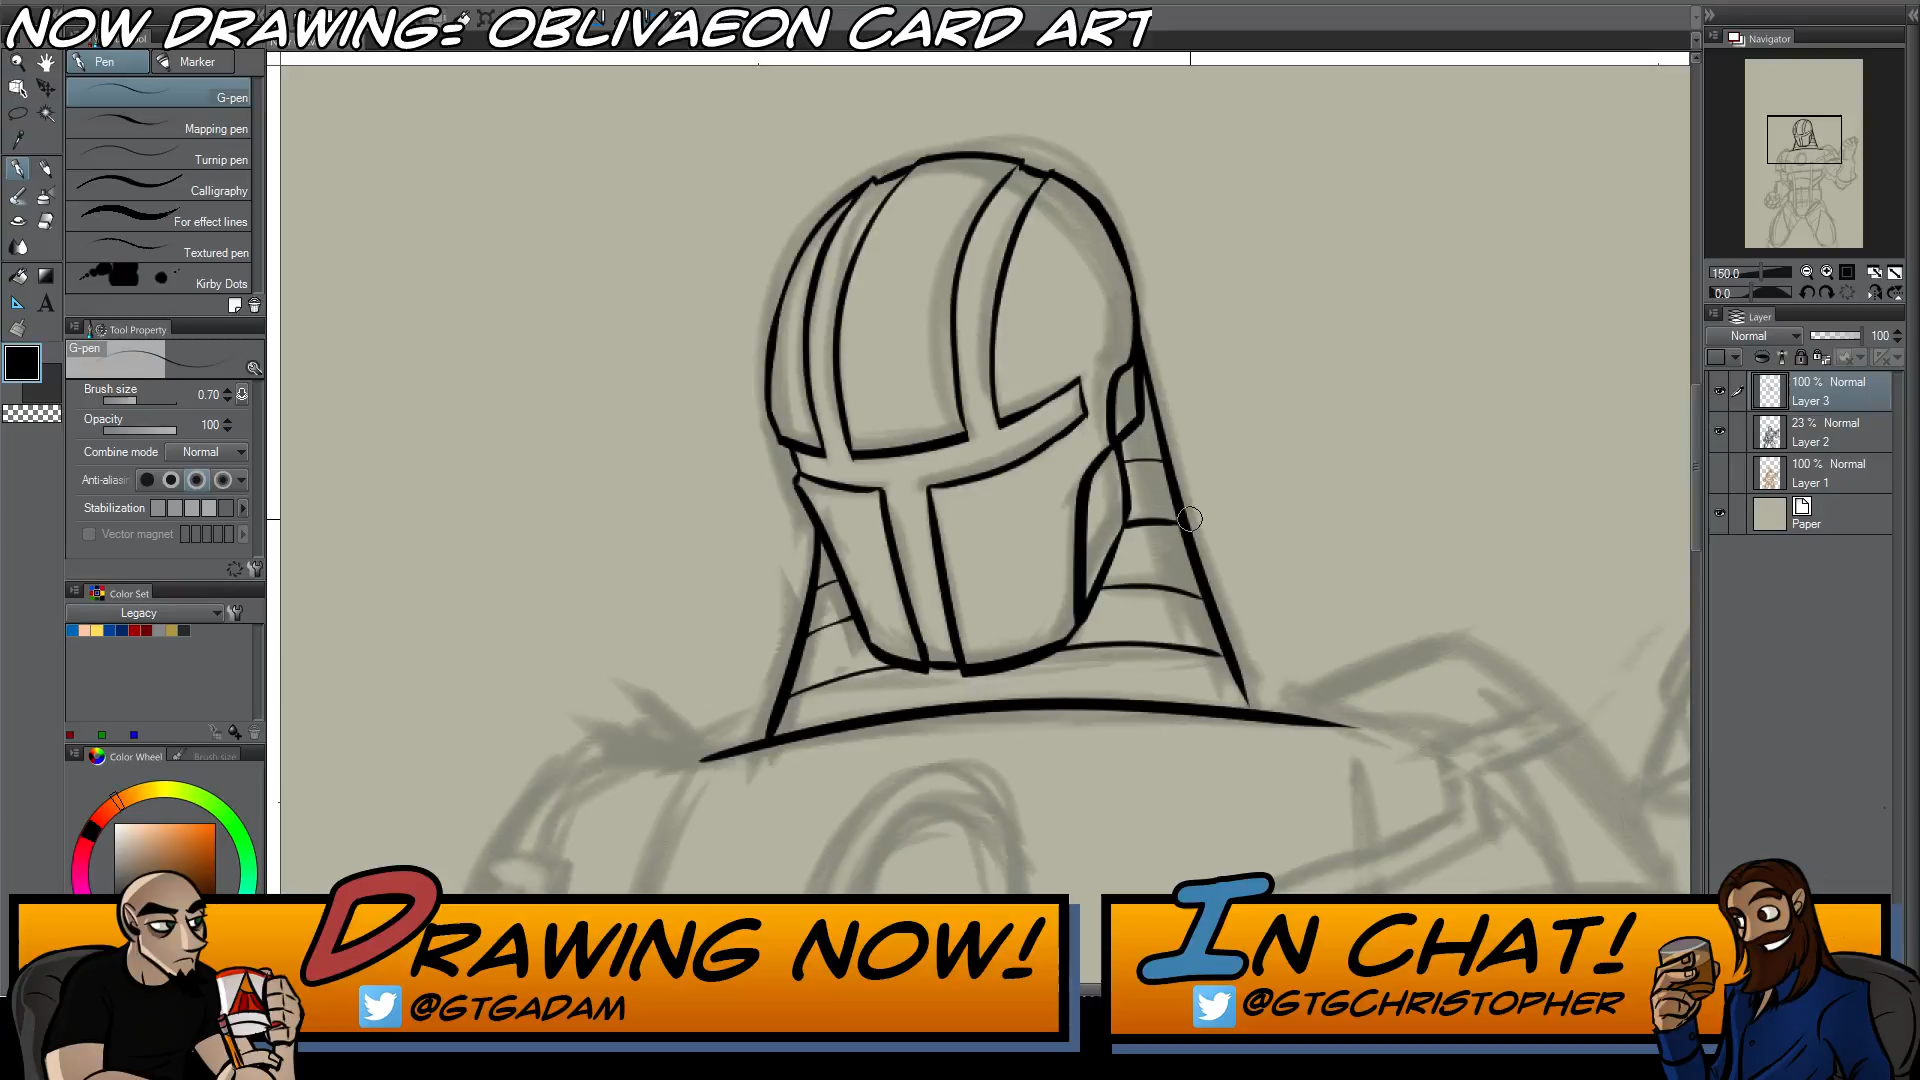 NOW DRAWING: OBLIVAEON CARD ART
Pen
Marker
G-pen
Mapping pen
Turnip pen
Calligraphy
For effect lines
Textured pen
Kirby Dots
Tool Property
G-pen
Brush size 0.70
Opacity 100
Combine mode Normal
Anti-aliasin
Stabilization
Vector magnet
Color Set
Legacy
Color Wheel
Brush size
Navigator
150.0
0.0
Layer
Normal 100
100 % Normal
Layer 3
23 % Normal
Layer 2
100 % Normal
Layer 1
Paper
DRAWING NOW!
@GTGADAM
IN CHAT!
@GTGCHRISTOPHER